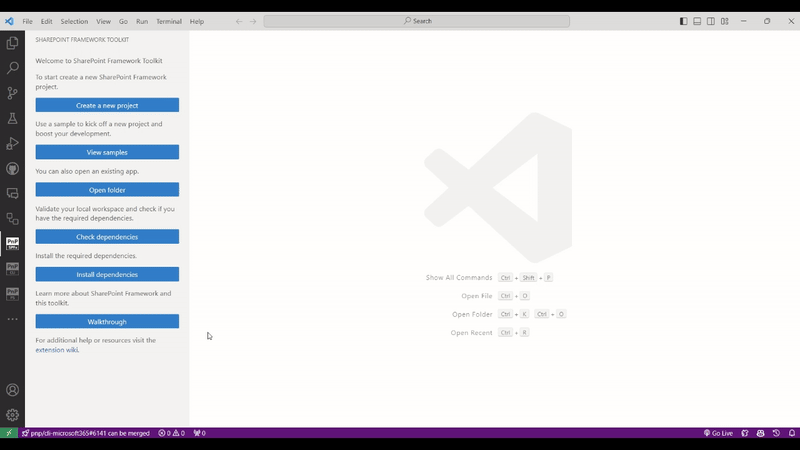 File Edit Selection View Go Run Terminal Help
Search
SHAREPOINT FRAMEWORK TOOLKIT
Welcome to SharePoint Framework Toolkit
To start create a new SharePoint Framework
project.
Create a new project
Use a sample to kick off a new project and
boost your development.
View samples
You can also open an existing app.
Open folder
Validate your local workspace and check if you
have the required dependencies.
Check dependencies
Install the required dependencies.
Install dependencies
Learn more about SharePoint Framework and
this toolkit.
Walkthrough
For additional help or resources visit the
extension wiki.
Show All Commands Ctrl + Shift + P
Open File Ctrl + O
Open Folder Ctrl + K Ctrl + O
Open Recent Ctrl + R
PnP
PnP
PnP
pnp/cli-microsoft365#6141 can be merged 0 0 0 Go Live